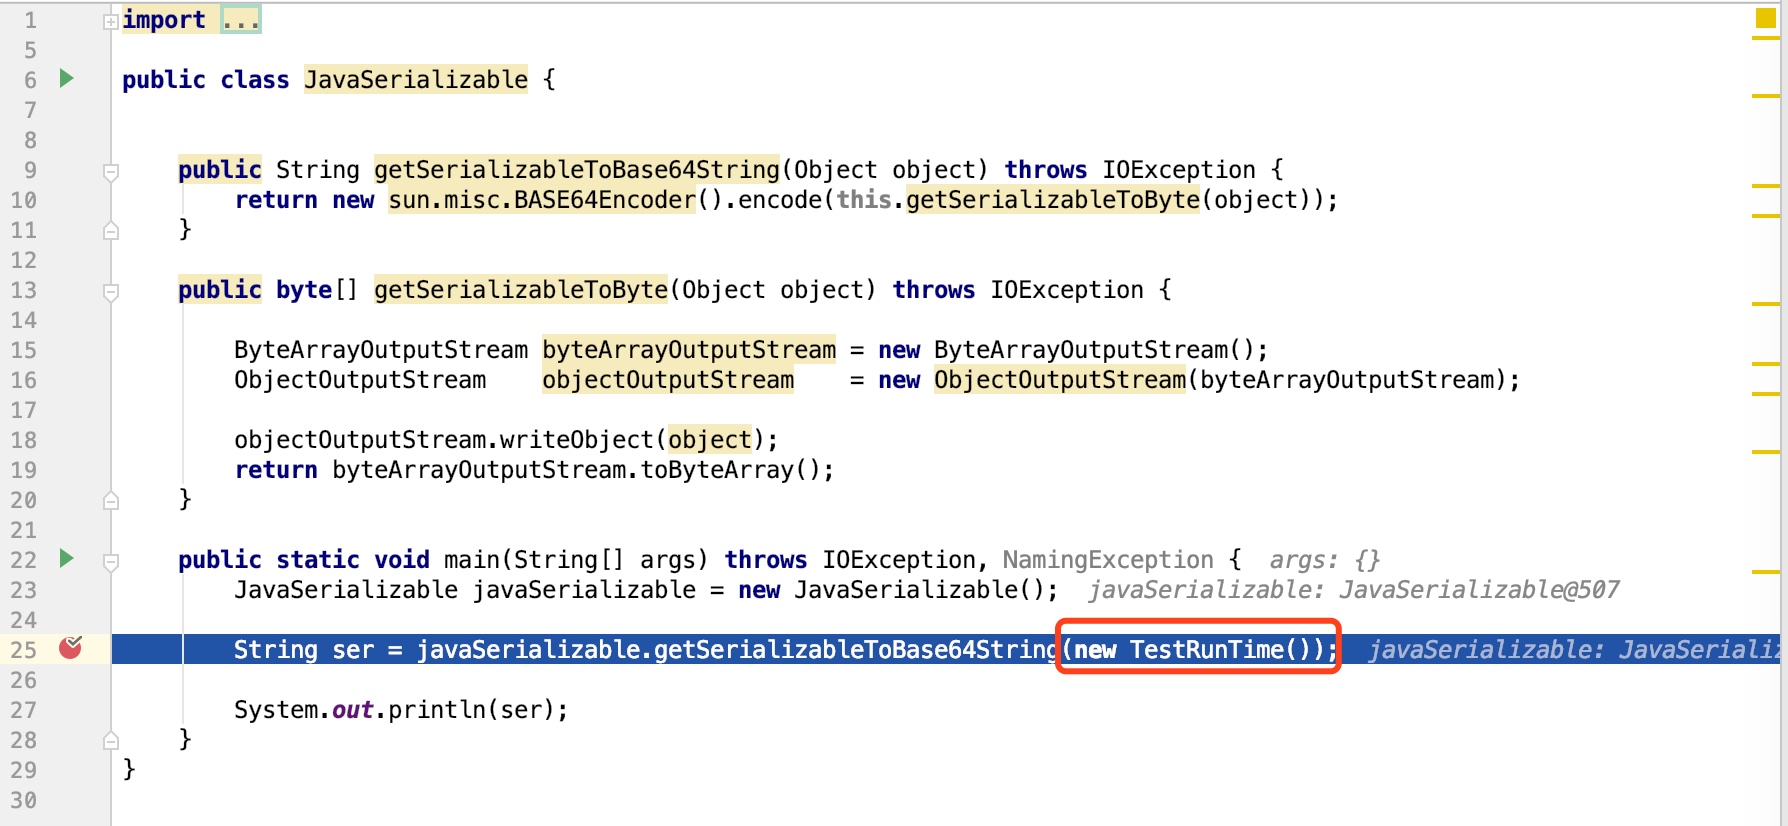 1 import ...
5
6 public class JavaSerializable {
7
8
9 public String getSerializableToBase64String(Object object) throws IOException {
10 return new sun.misc.BASE64Encoder().encode(this.getSerializableToByte(object));
11 }
12
13 public byte[] getSerializableToByte(Object object) throws IOException {
14
15 ByteArrayOutputStream byteArrayOutputStream = new ByteArrayOutputStream();
16 ObjectOutputStream objectOutputStream = new ObjectOutputStream(byteArrayOutputStream);
17
18 objectOutputStream.writeObject(object);
19 return byteArrayOutputStream.toByteArray();
20 }
21
22 public static void main(String[] args) throws IOException, NamingException { args: {}
23 JavaSerializable javaSerializable = new JavaSerializable(); javaSerializable: JavaSerializable@507
24
25 String ser = javaSerializable.getSerializableToBase64String(new TestRunTime()); javaSerializable: JavaSerializ
26
27 System.out.println(ser);
28 }
29 }
30